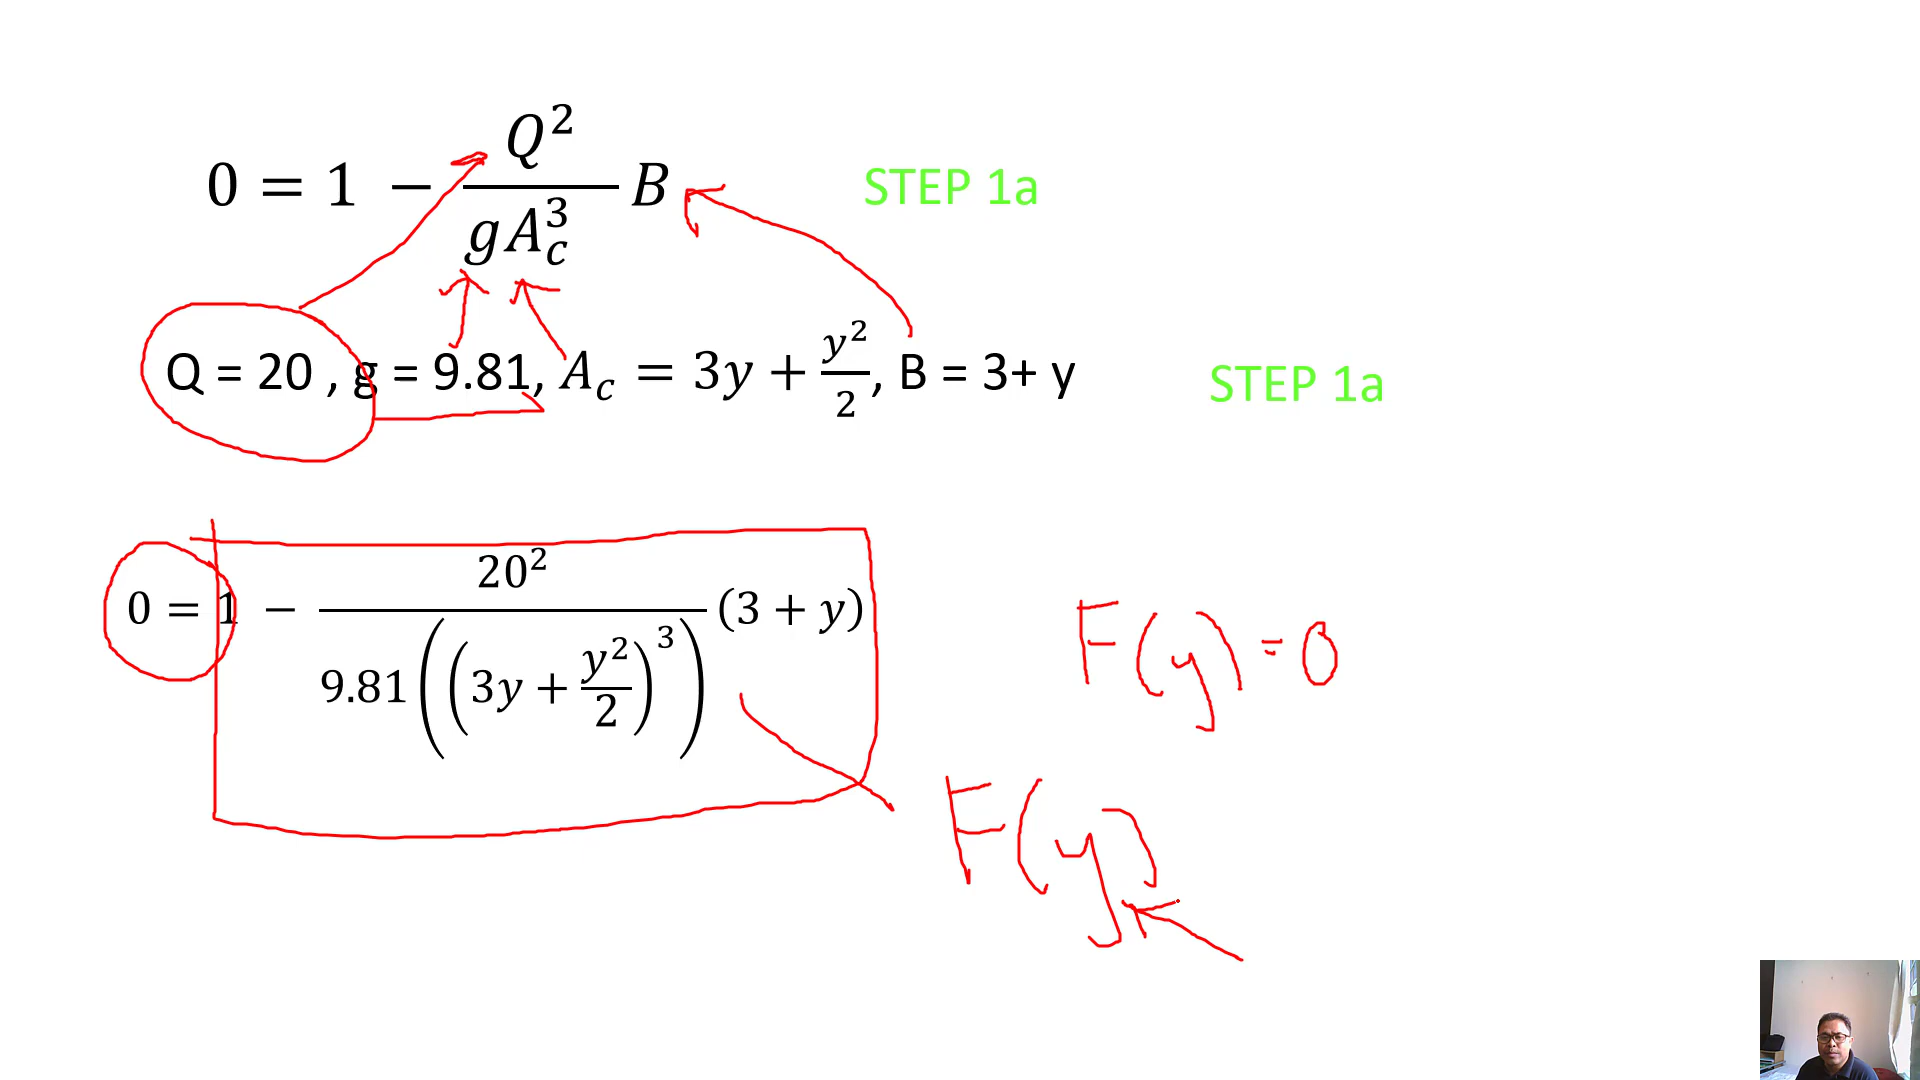 0 = 1 − Q²/(gA_c³) B STEP 1a
Q = 20 , g = 9.81, A_c = 3y + y²/2, B = 3+ y STEP 1a
0 = 1 − 20²/(9.81((3y + y²/2)³)) (3 + y)
F(y) = 0
F(y)